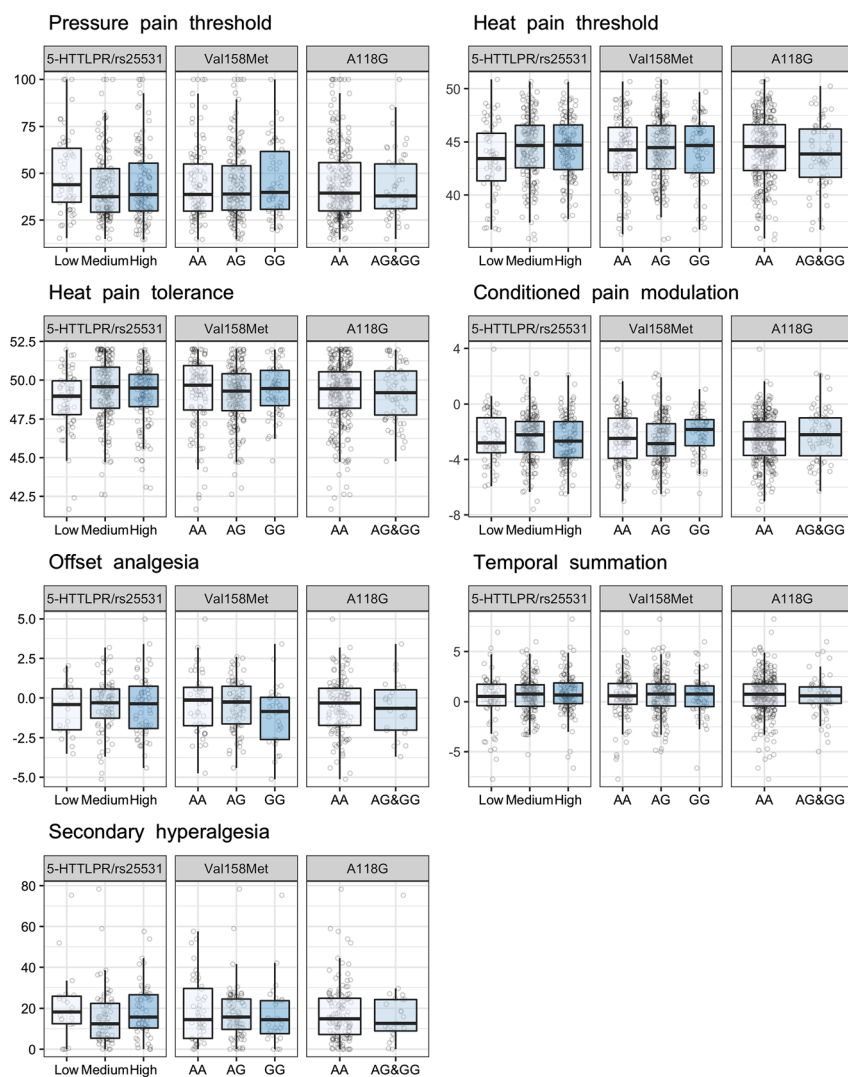 Pressure pain threshold
5-HTTLPR/rs25531 Val158Met A118G
100
75
50
25
Low Medium High AA AG GG AA AG&GG
Heat pain threshold
5-HTTLPR/rs25531 Val158Met A118G
50
45
40
Low Medium High AA AG GG AA AG&GG
Heat pain tolerance
5-HTTLPR/rs25531 Val158Met A118G
52.5
50.0
47.5
45.0
42.5
Low Medium High AA AG GG AA AG&GG
Conditioned pain modulation
5-HTTLPR/rs25531 Val158Met A118G
4
0
-4
-8
Low Medium High AA AG GG AA AG&GG
Offset analgesia
5-HTTLPR/rs25531 Val158Met A118G
5.0
2.5
0.0
-2.5
-5.0
Low Medium High AA AG GG AA AG&GG
Temporal summation
5-HTTLPR/rs25531 Val158Met A118G
5
0
-5
Low Medium High AA AG GG AA AG&GG
Secondary hyperalgesia
5-HTTLPR/rs25531 Val158Met A118G
80
60
40
20
0
Low Medium High AA AG GG AA AG&GG